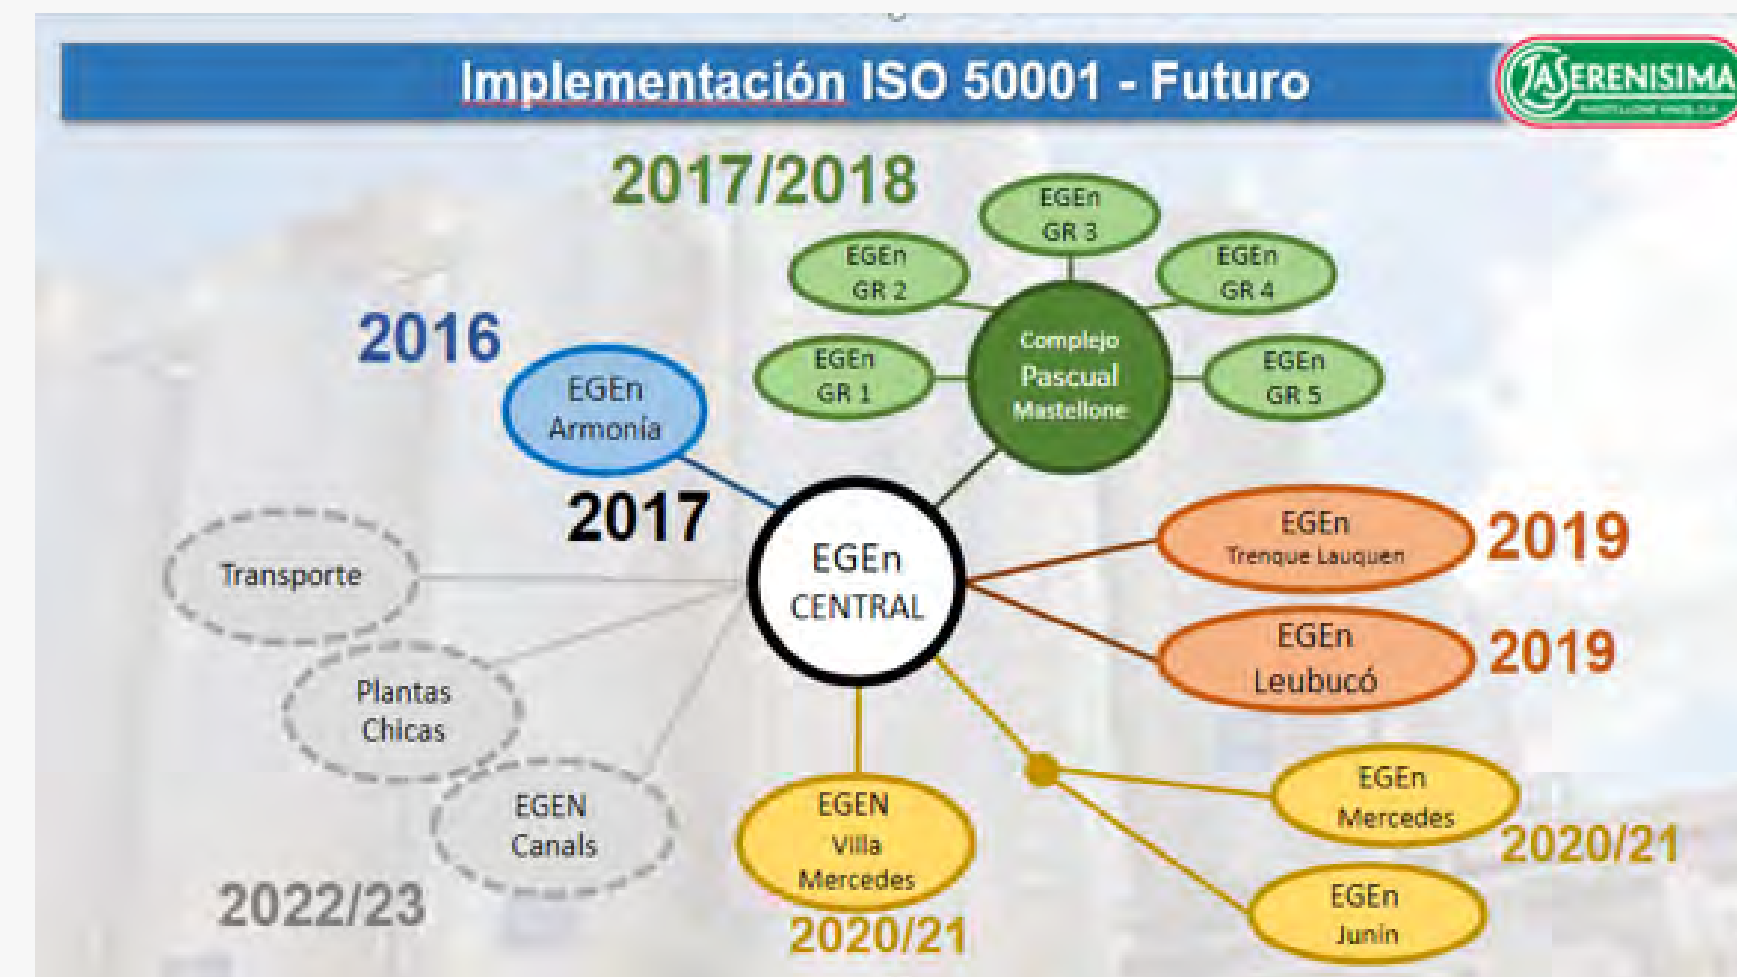 Implementación ISO 50001 - Futuro
LASERENISIMA
2017/2018
EGEn
GR 3
EGEn
GR 2
EGEn
GR 4
2016
Complejo
Pascual
Mastellone
EGEn
GR 1
EGEn
GR 5
EGEn
Armonía
2017
EGEn
CENTRAL
EGEn
Trenque Lauquen
2019
Transporte
EGEn
Leubucó
2019
Plantas
Chicas
EGEn
Mercedes
2020/21
EGEN
Canals
EGEN
Villa
Mercedes
2022/23
2020/21
EGEn
Junín